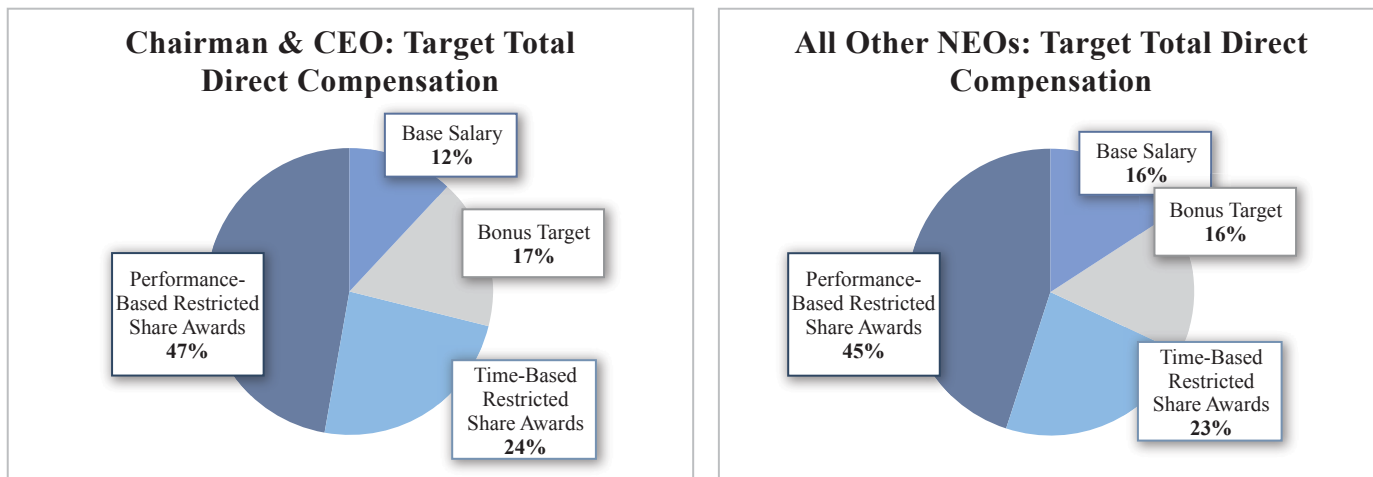 Chairman & CEO: Target Total
Direct Compensation
Base Salary
12%
Bonus Target
17%
Performance-
Based Restricted
Share Awards
47%
Time-Based
Restricted
Share Awards
24%
All Other NEOs: Target Total Direct
Compensation
Base Salary
16%
Bonus Target
16%
Performance-
Based Restricted
Share Awards
45%
Time-Based
Restricted
Share Awards
23%